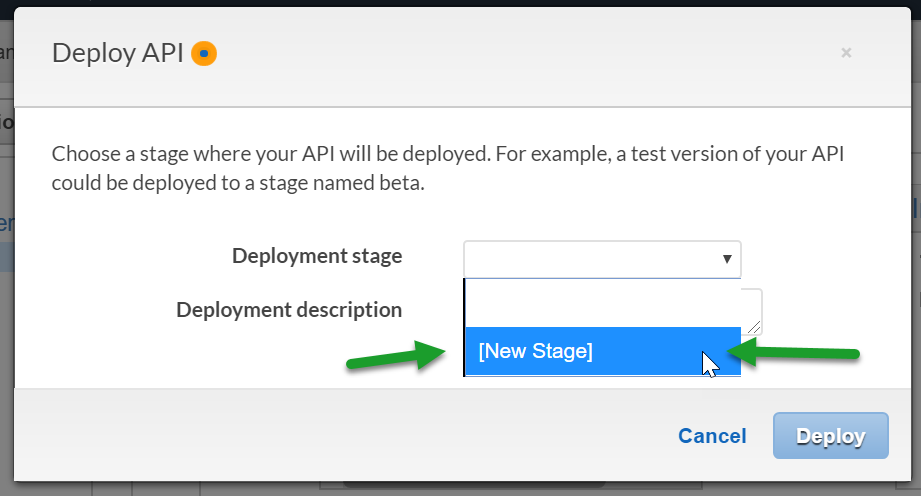 Deploy API
×
Choose a stage where your API will be deployed. For example, a test version of your API
could be deployed to a stage named beta.
Deployment stage
Deployment description
[New Stage]
Cancel
Deploy